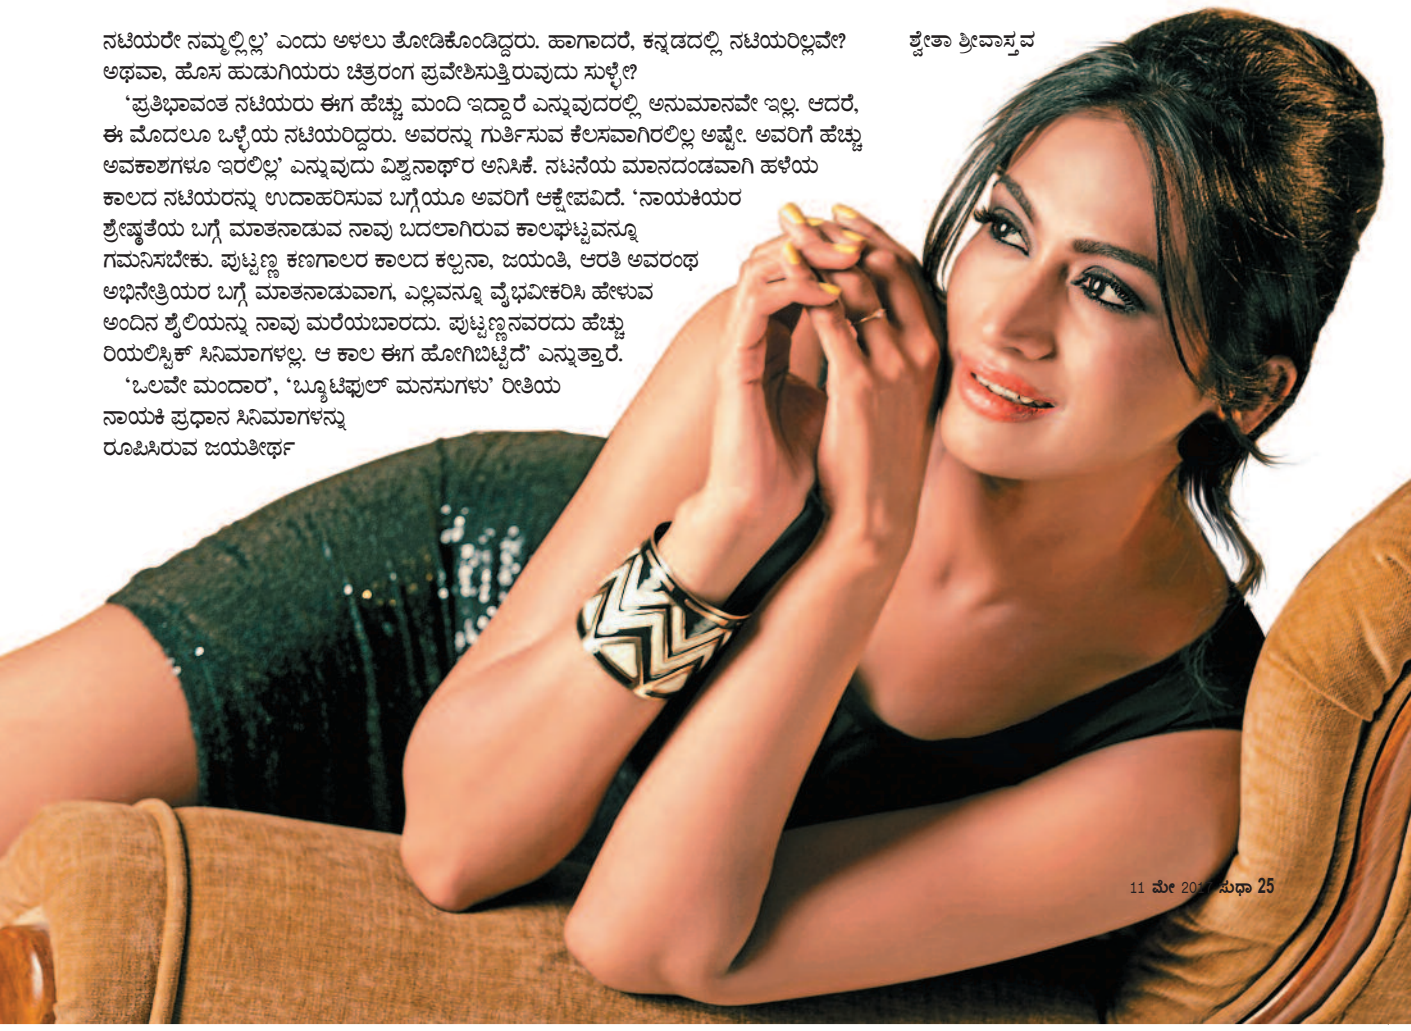 ನಟಿಯರೇ ನಮ್ಮಲ್ಲಿಲ್ಲ’ ಎಂದು ಅಳಲು ತೋಡಿಕೊಂಡಿದ್ದರು. ಹಾಗಾದರೆ, ಕನ್ನಡದಲ್ಲಿ ನಟಿಯರಿಲ್ಲವೇ?
ಅಥವಾ, ಹೊಸ ಹುಡುಗಿಯರು ಚಿತ್ರರಂಗ ಪ್ರವೇಶಿಸುತ್ತಿರುವುದು ಸುಳ್ಳೇ?
‘ಪ್ರತಿಭಾವಂತ ನಟಿಯರು ಈಗ ಹೆಚ್ಚು ಮಂದಿ ಇದ್ದಾರೆ ಎನ್ನುವುದರಲ್ಲಿ ಅನುಮಾನವೇ ಇಲ್ಲ. ಆದರೆ,
ಈ ಮೊದಲೂ ಒಳ್ಳೆಯ ನಟಿಯರಿದ್ದರು. ಅವರನ್ನು ಗುರ್ತಿಸುವ ಕೆಲಸವಾಗಿರಲಿಲ್ಲ ಅಷ್ಟೇ. ಅವರಿಗೆ ಹೆಚ್ಚು
ಅವಕಾಶಗಳೂ ಇರಲಿಲ್ಲ’ ಎನ್ನುವುದು ವಿಶ್ವನಾಥ್‌ರ ಅನಿಸಿಕೆ. ನಟನೆಯ ಮಾನದಂಡವಾಗಿ ಹಳೆಯ
ಕಾಲದ ನಟಿಯರನ್ನು ಉದಾಹರಿಸುವ ಬಗ್ಗೆಯೂ ಅವರಿಗೆ ಆಕ್ಷೇಪವಿದೆ. ‘ನಾಯಕಿಯರ
ಶ್ರೇಷ್ಠತೆಯ ಬಗ್ಗೆ ಮಾತನಾಡುವ ನಾವು ಬದಲಾಗಿರುವ ಕಾಲಘಟ್ಟವನ್ನೂ
ಗಮನಿಸಬೇಕು. ಪುಟ್ಟಣ್ಣ ಕಣಗಾಲರ ಕಾಲದ ಕಲ್ಪನಾ, ಜಯಂತಿ, ಆರತಿ ಅವರಂಥ
ಅಭಿನೇತ್ರಿಯರ ಬಗ್ಗೆ ಮಾತನಾಡುವಾಗ, ಎಲ್ಲವನ್ನೂ ವೈಭವೀಕರಿಸಿ ಹೇಳುವ
ಅಂದಿನ ಶೈಲಿಯನ್ನು ನಾವು ಮರೆಯಬಾರದು. ಪುಟ್ಟಣ್ಣನವರದು ಹೆಚ್ಚು
ರಿಯಲಿಸ್ಟಿಕ್ ಸಿನಿಮಾಗಳಲ್ಲ. ಆ ಕಾಲ ಈಗ ಹೋಗಿಬಿಟ್ಟಿದೆ’ ಎನ್ನುತ್ತಾರೆ.
‘ಒಲವೇ ಮಂದಾರ’, ‘ಬ್ಯೂಟಿಫುಲ್ ಮನಸುಗಳು’ ರೀತಿಯ
ನಾಯಕಿ ಪ್ರಧಾನ ಸಿನಿಮಾಗಳನ್ನು
ರೂಪಿಸಿರುವ ಜಯತೀರ್ಥ
ಶ್ವೇತಾ ಶ್ರೀವಾಸ್ತವ
11 ಮೇ 2017 ಸುಧಾ 25